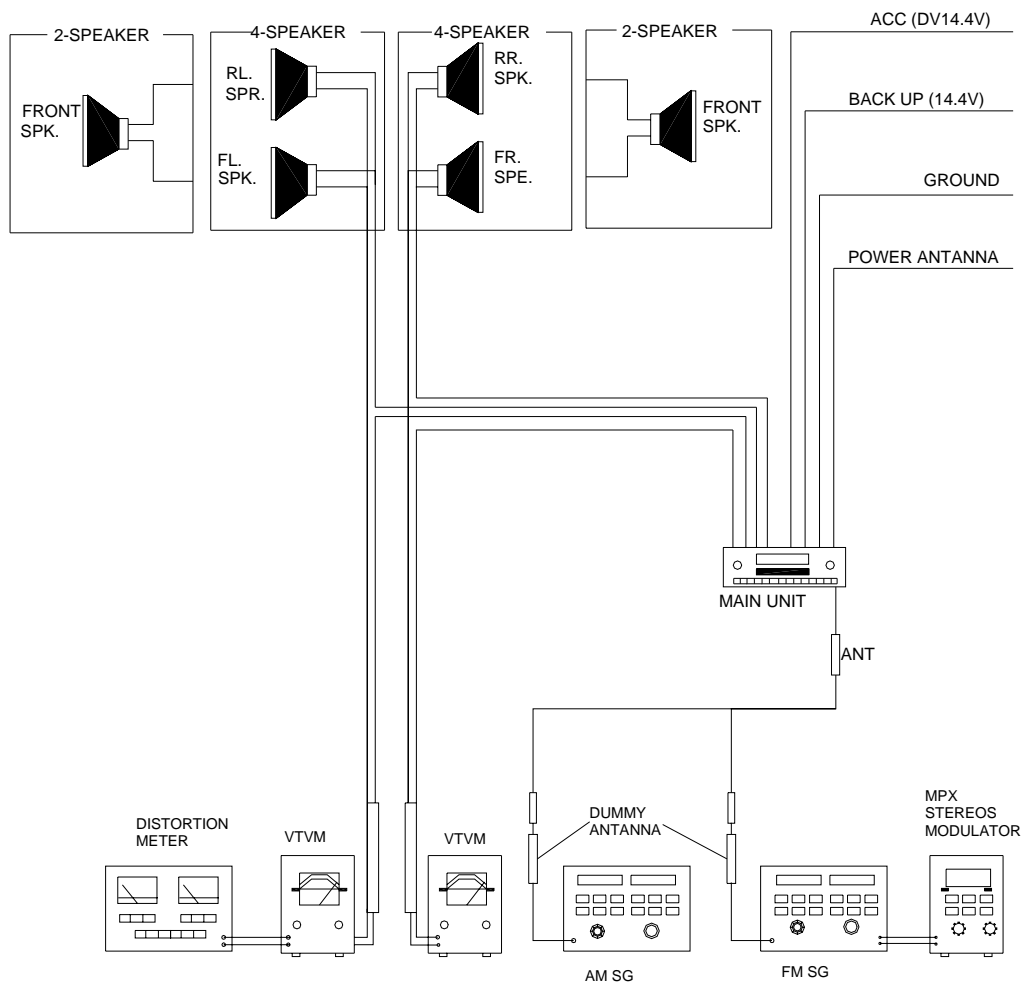 ACC (DV14.4V)
2-SPEAKER
4-SPEAKER
4-SPEAKER
2-SPEAKER
RL.
SPR.
RR.
SPK.
FRONT
SPK.
FRONT
SPK.
BACK UP (14.4V)
FL.
SPK.
FR.
SPE.
GROUND
POWER ANTANNA
MAIN UNIT
ANT
DISTORTION
METER
VTVM
VTVM
DUMMY
ANTANNA
MPX
STEREOS
MODULATOR
AM SG
FM SG